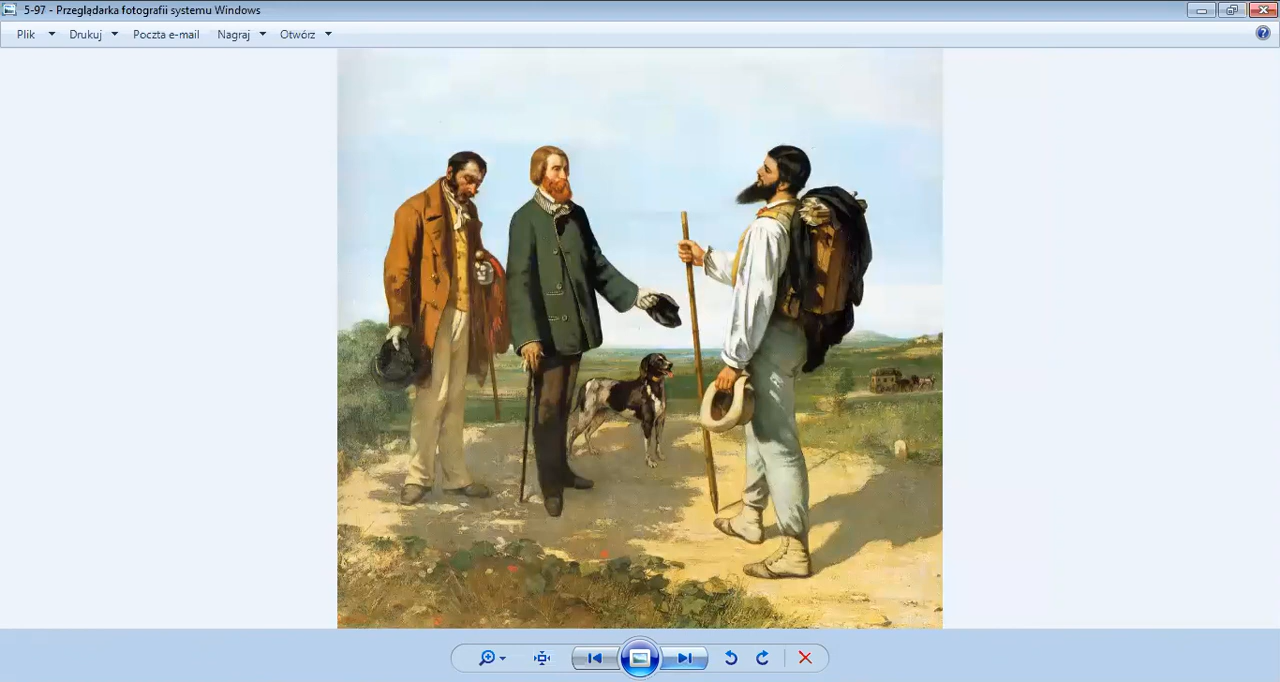 5-97 - Przeglądarka fotografii systemu Windows
Plik Drukuj Poczta e-mail Nagraj Otwórz